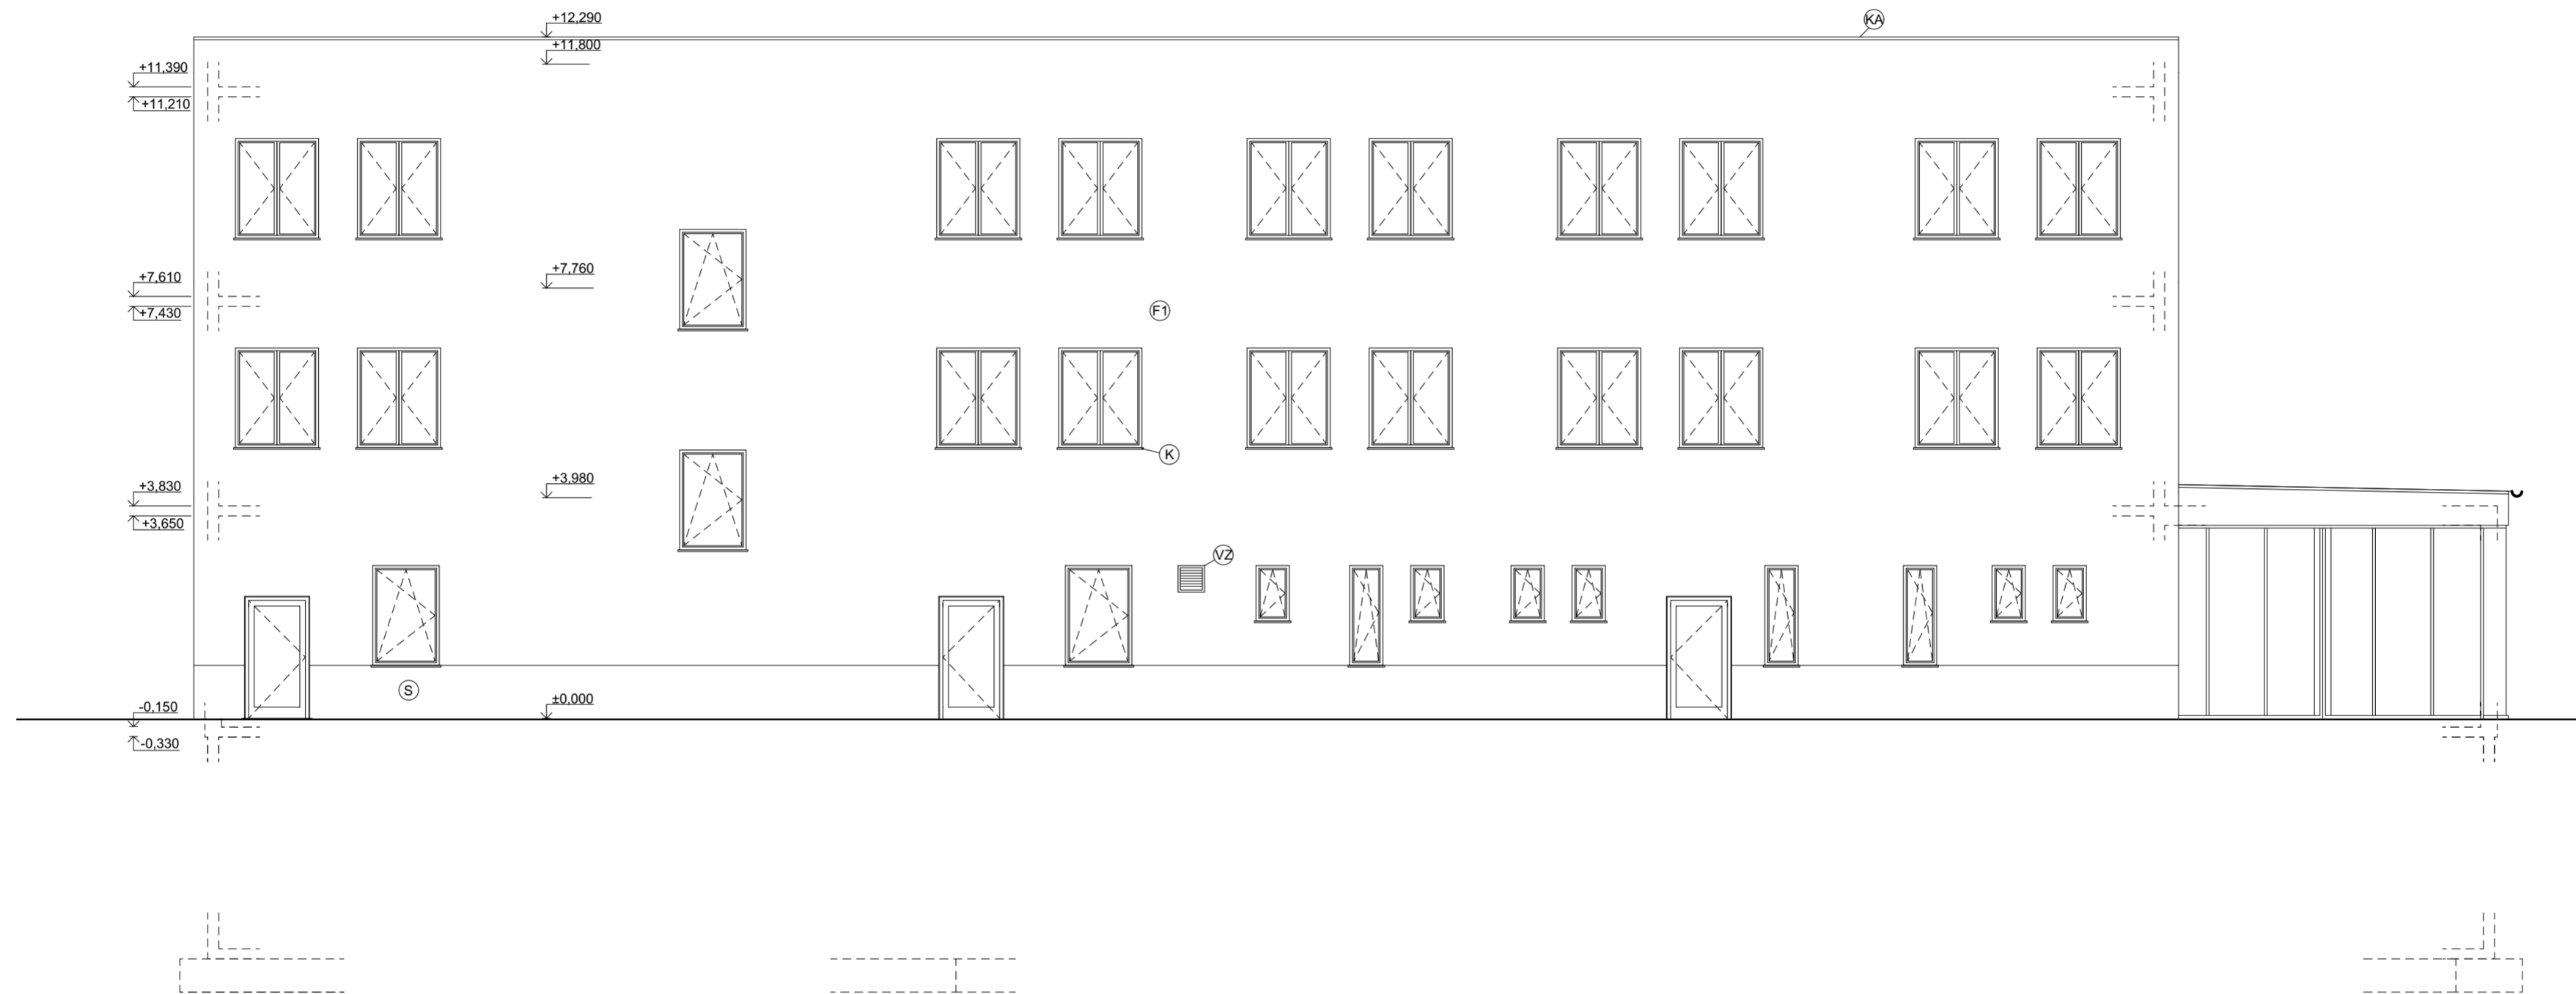 +12,290
KA
+11,800
+11,390
+11,210
+7,760
+7,610
F1
+7,430
K
+3,980
+3,830
+3,650
VZ
S
±0,000
-0,150
-0,330